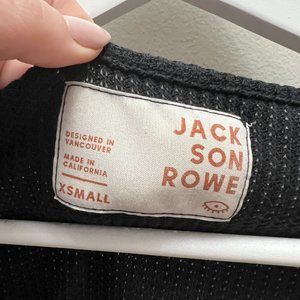 DESIGNED IN
VANCOUVER
MADE IN
CALIFORNIA
XSMALL
JACK
SON
ROWE